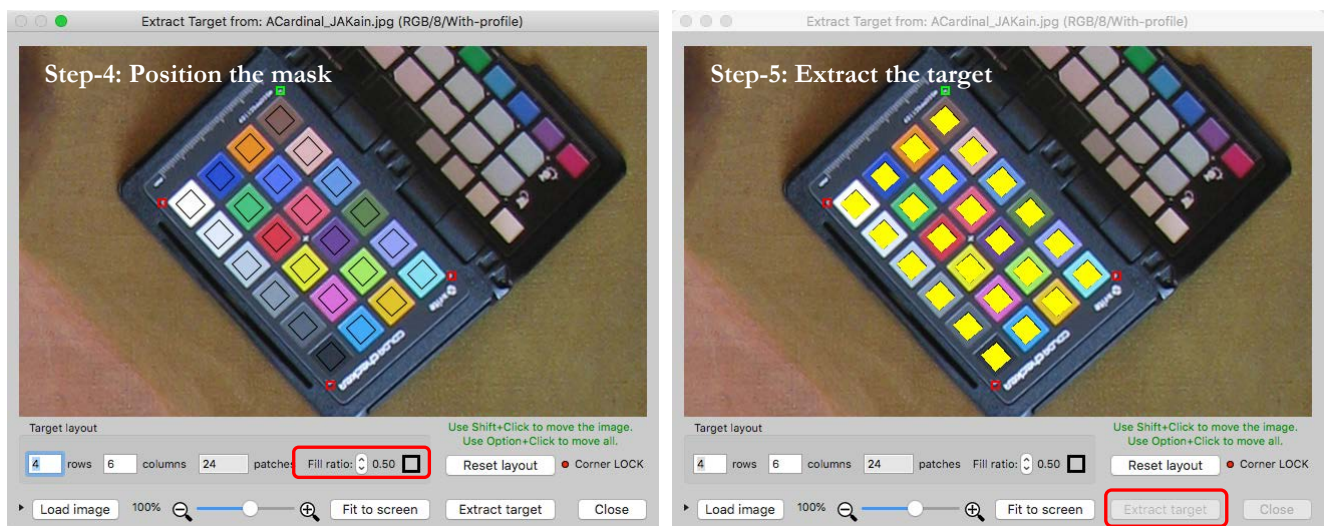 Extract Target from: ACardinal_JAKain.jpg (RGB/8/With-profile)
Step-4: Position the mask
Target layout
Use Shift+Click to move the image.
Use Option+Click to move all.
4 rows 6 columns 24 patches Fill ratio: 0.50
Reset layout Corner LOCK
Load image 100% Fit to screen Extract target Close
Extract Target from: ACardinal_JAKain.jpg (RGB/8/With-profile)
Step-5: Extract the target
Target layout
Use Shift+Click to move the image.
Use Option+Click to move all.
4 rows 6 columns 24 patches Fill ratio: 0.50
Reset layout Corner LOCK
Load image 100% Fit to screen Extract target Close